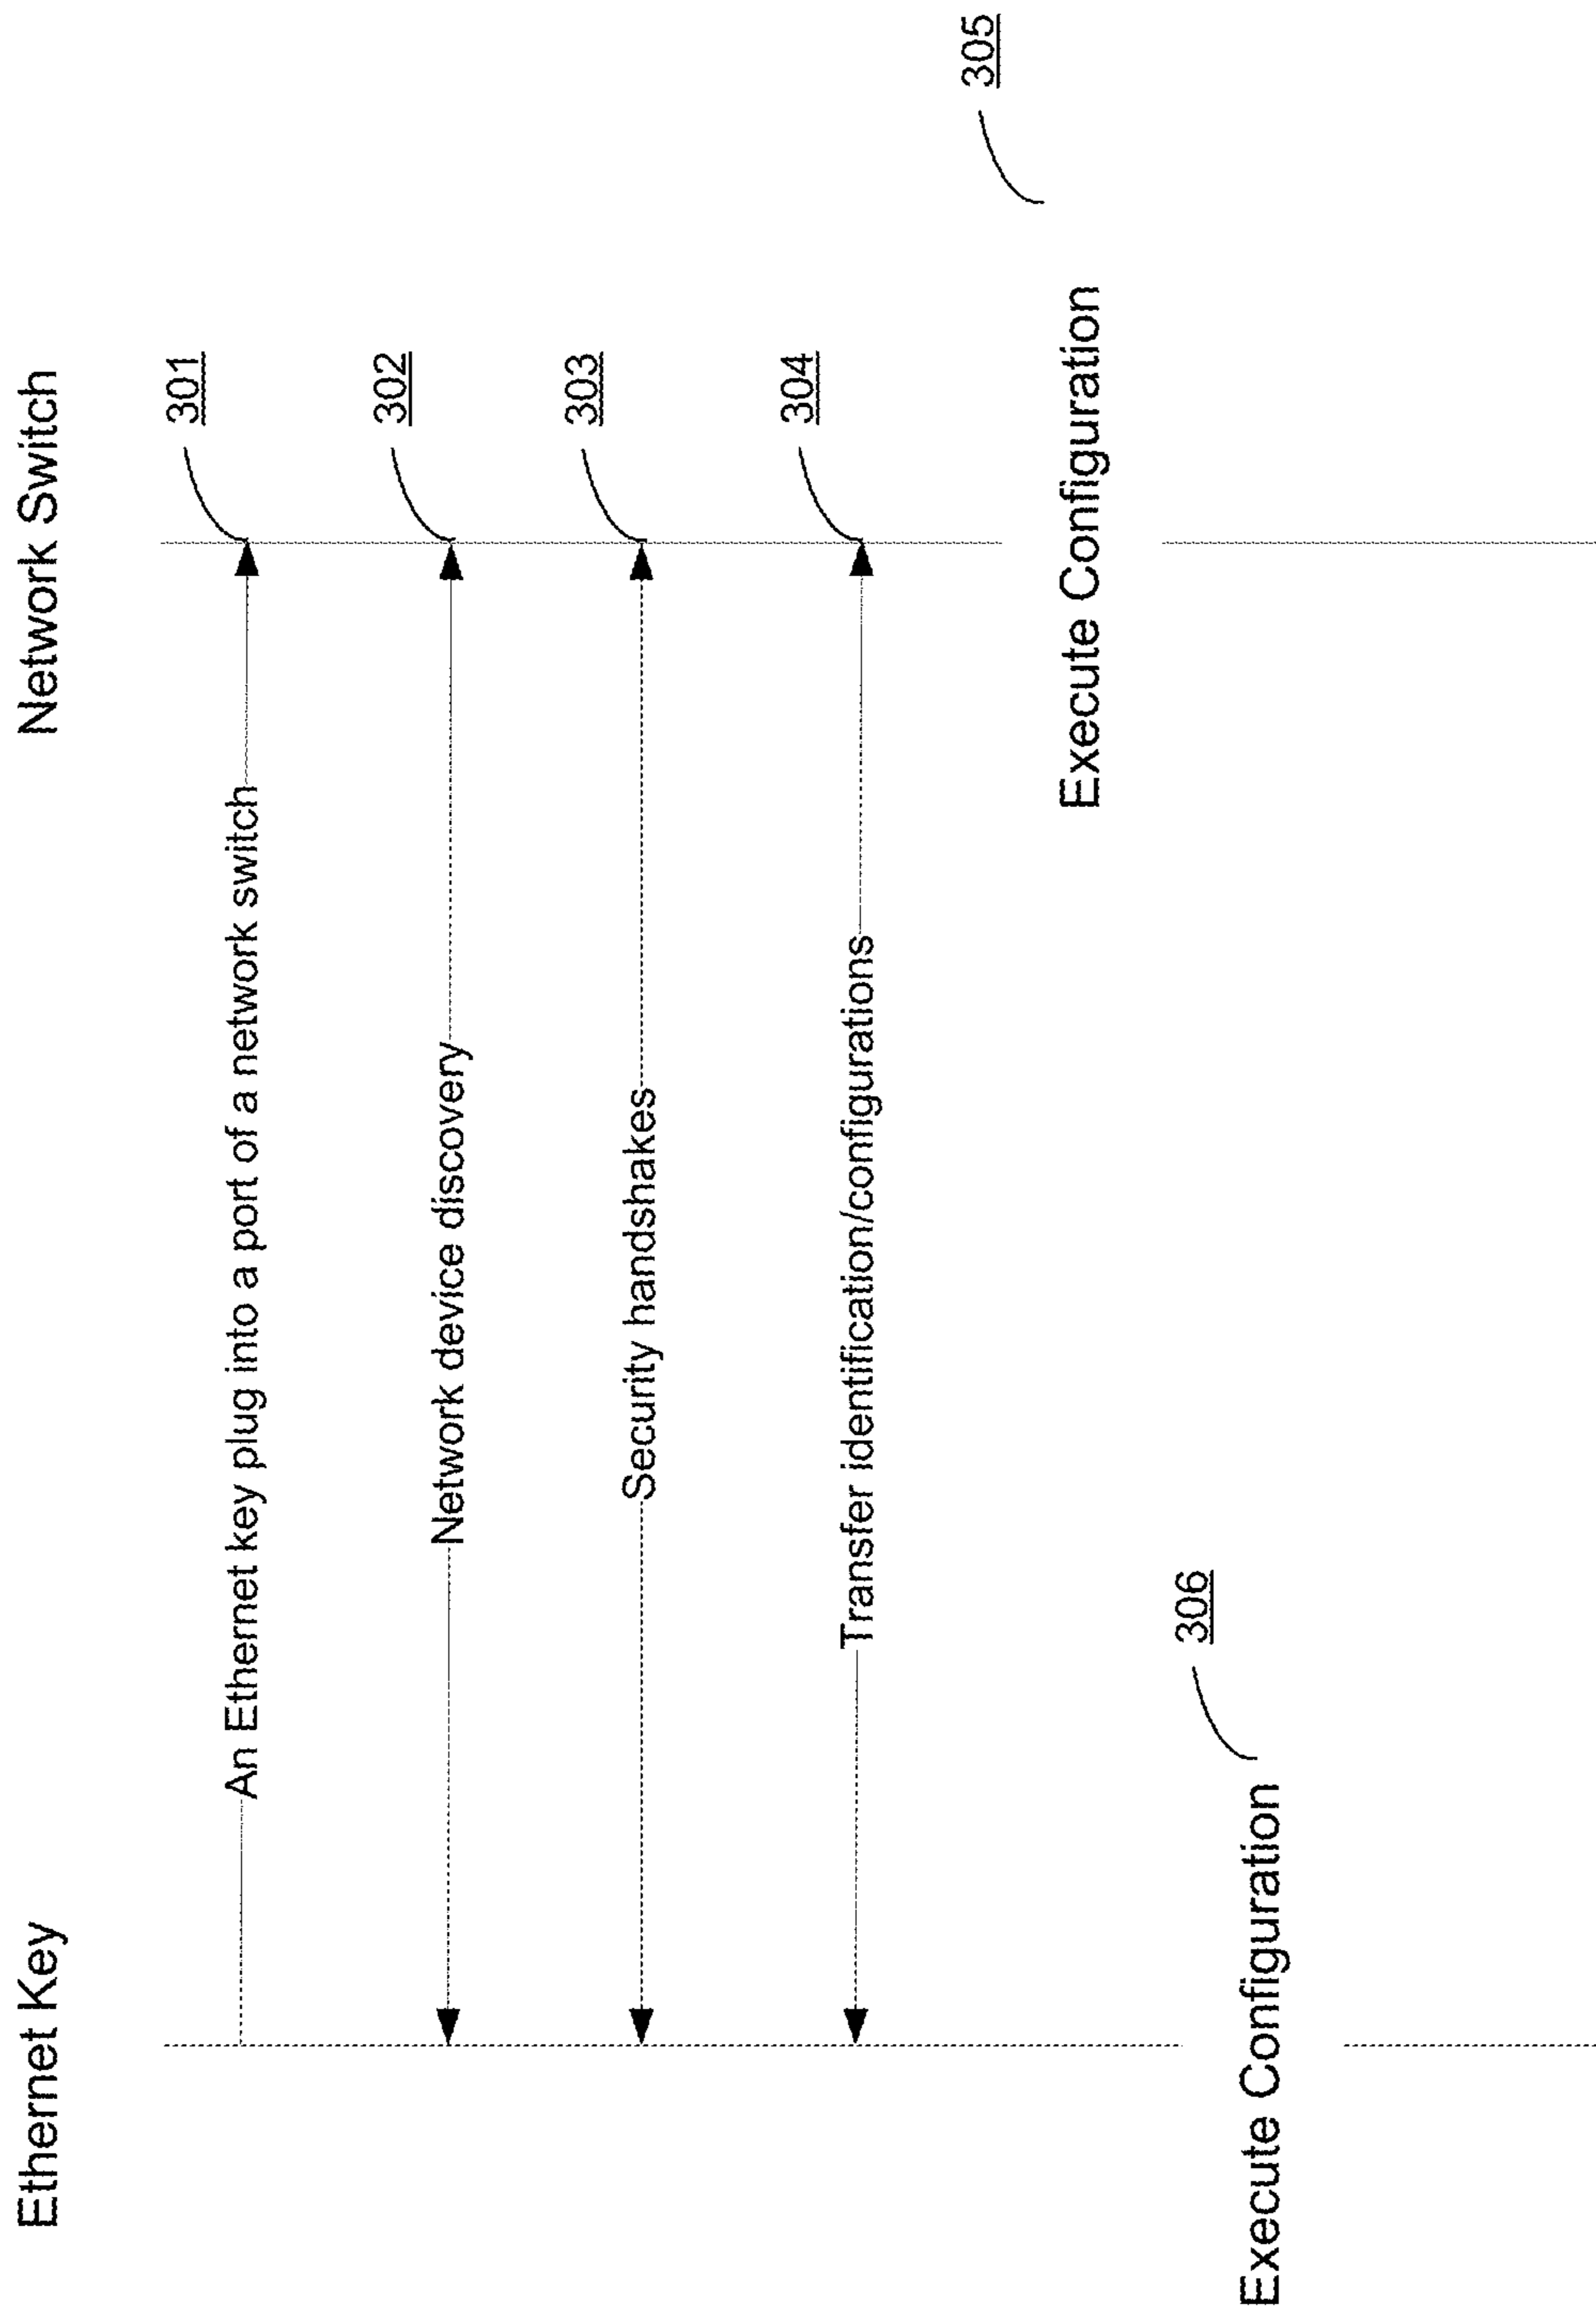 Ethernet Key
Network Switch
An Ethernet key plug into a port of a network switch
301
Network device discovery
302
Security handshakes
303
Transfer identification/configurations
304
305
Execute Configuration
306
Execute Configuration